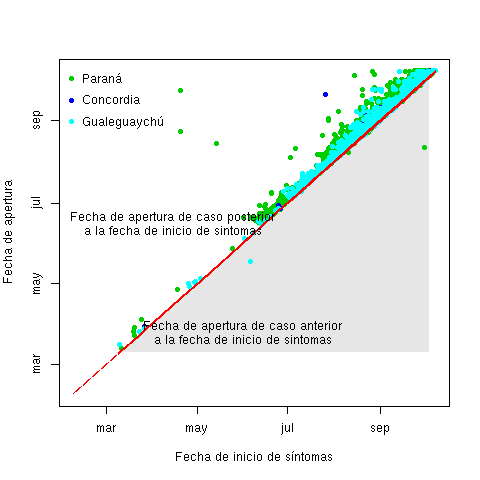 Paraná
Concordia
Gualeguaychú
Fecha de apertura de caso posterior
a la fecha de inicio de sintomas
Fecha de apertura de caso anterior
a la fecha de inicio de sintomas
Fecha de apertura
sep
jul
may
mar
mar
may
jul
sep
Fecha de inicio de síntomas